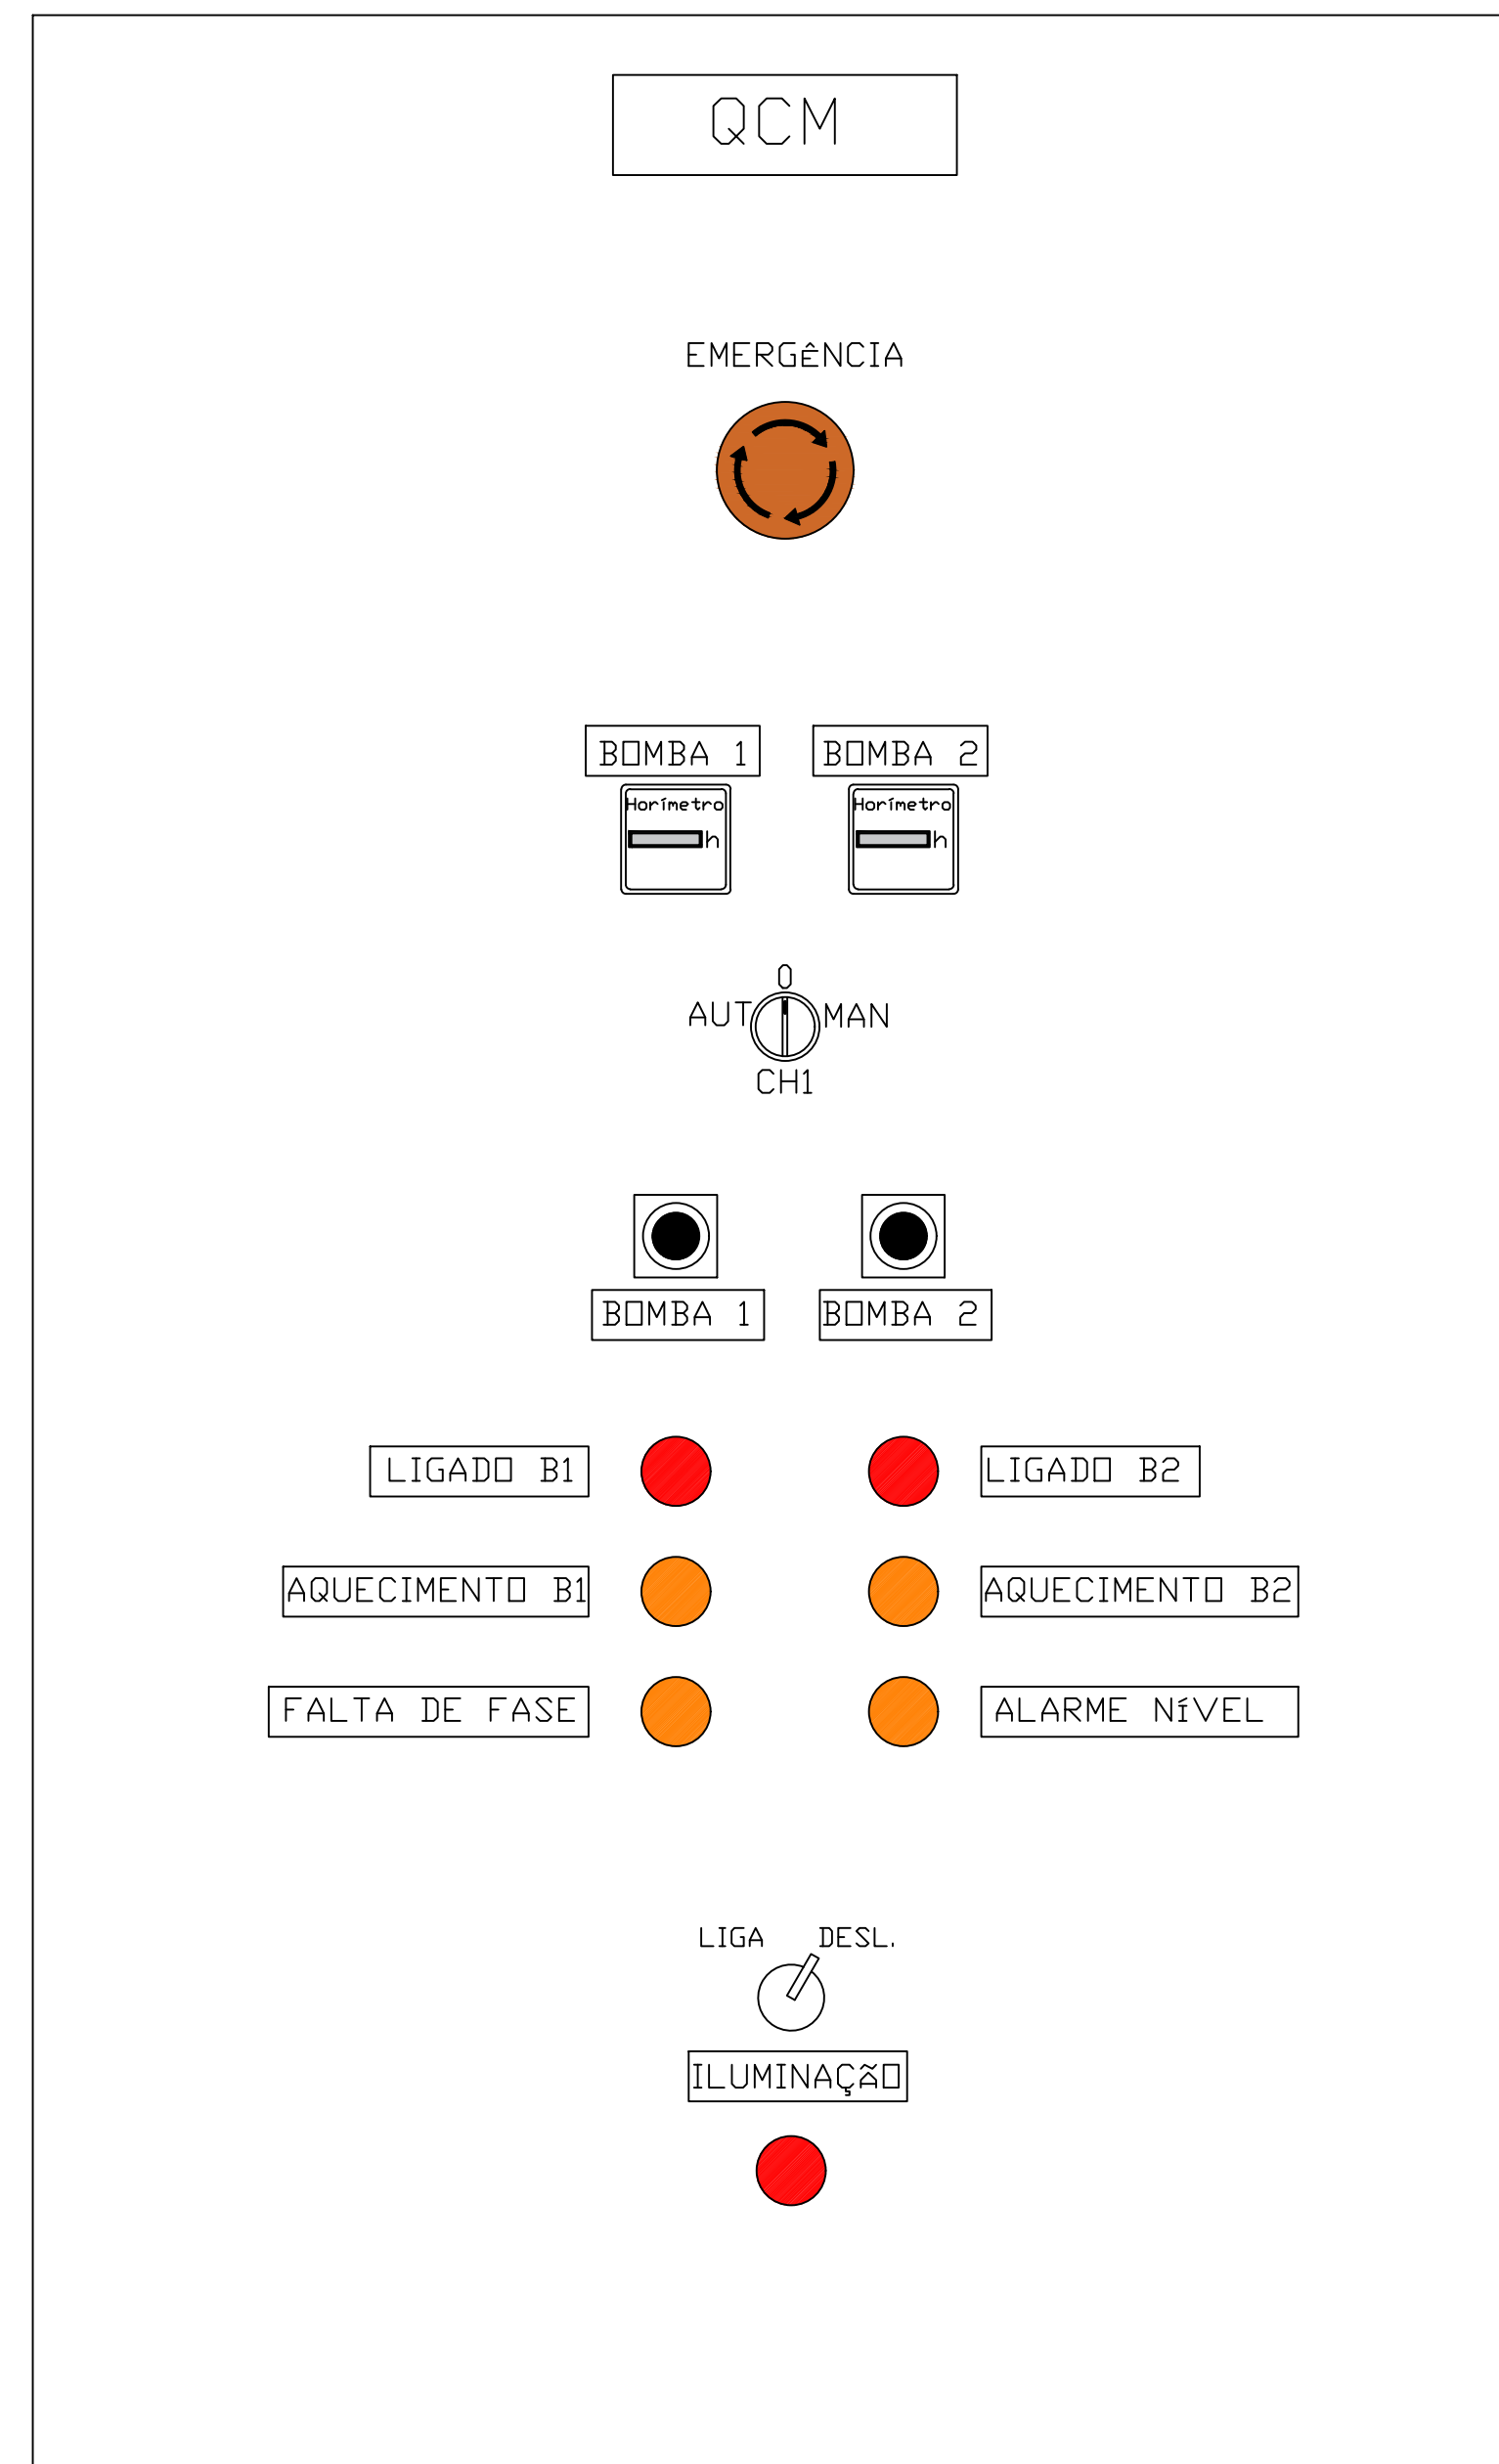 QCM
EMERGêNCIA
BOMBA 1
BOMBA 2
Horímetro
h
Horímetro
h
0
AUT
MAN
CH1
BOMBA 1
BOMBA 2
LIGADO B1
LIGADO B2
AQUECIMENTO B1
AQUECIMENTO B2
FALTA DE FASE
ALARME NíVEL
LIGA
DESL.
ILUMINAÇãO